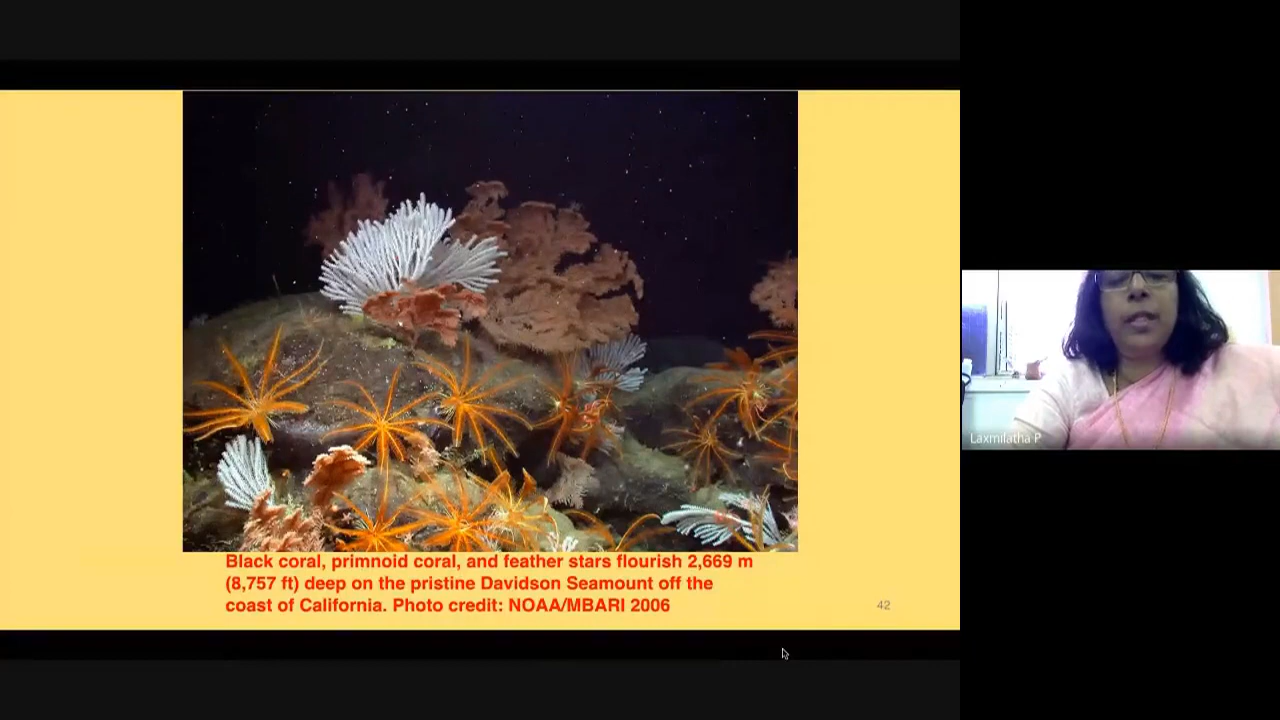 Black coral, primnoid coral, and feather stars flourish 2,669 m
(8,757 ft) deep on the pristine Davidson Seamount off the
coast of California. Photo credit: NOAA/MBARI 2006
42
Laxmilatha P